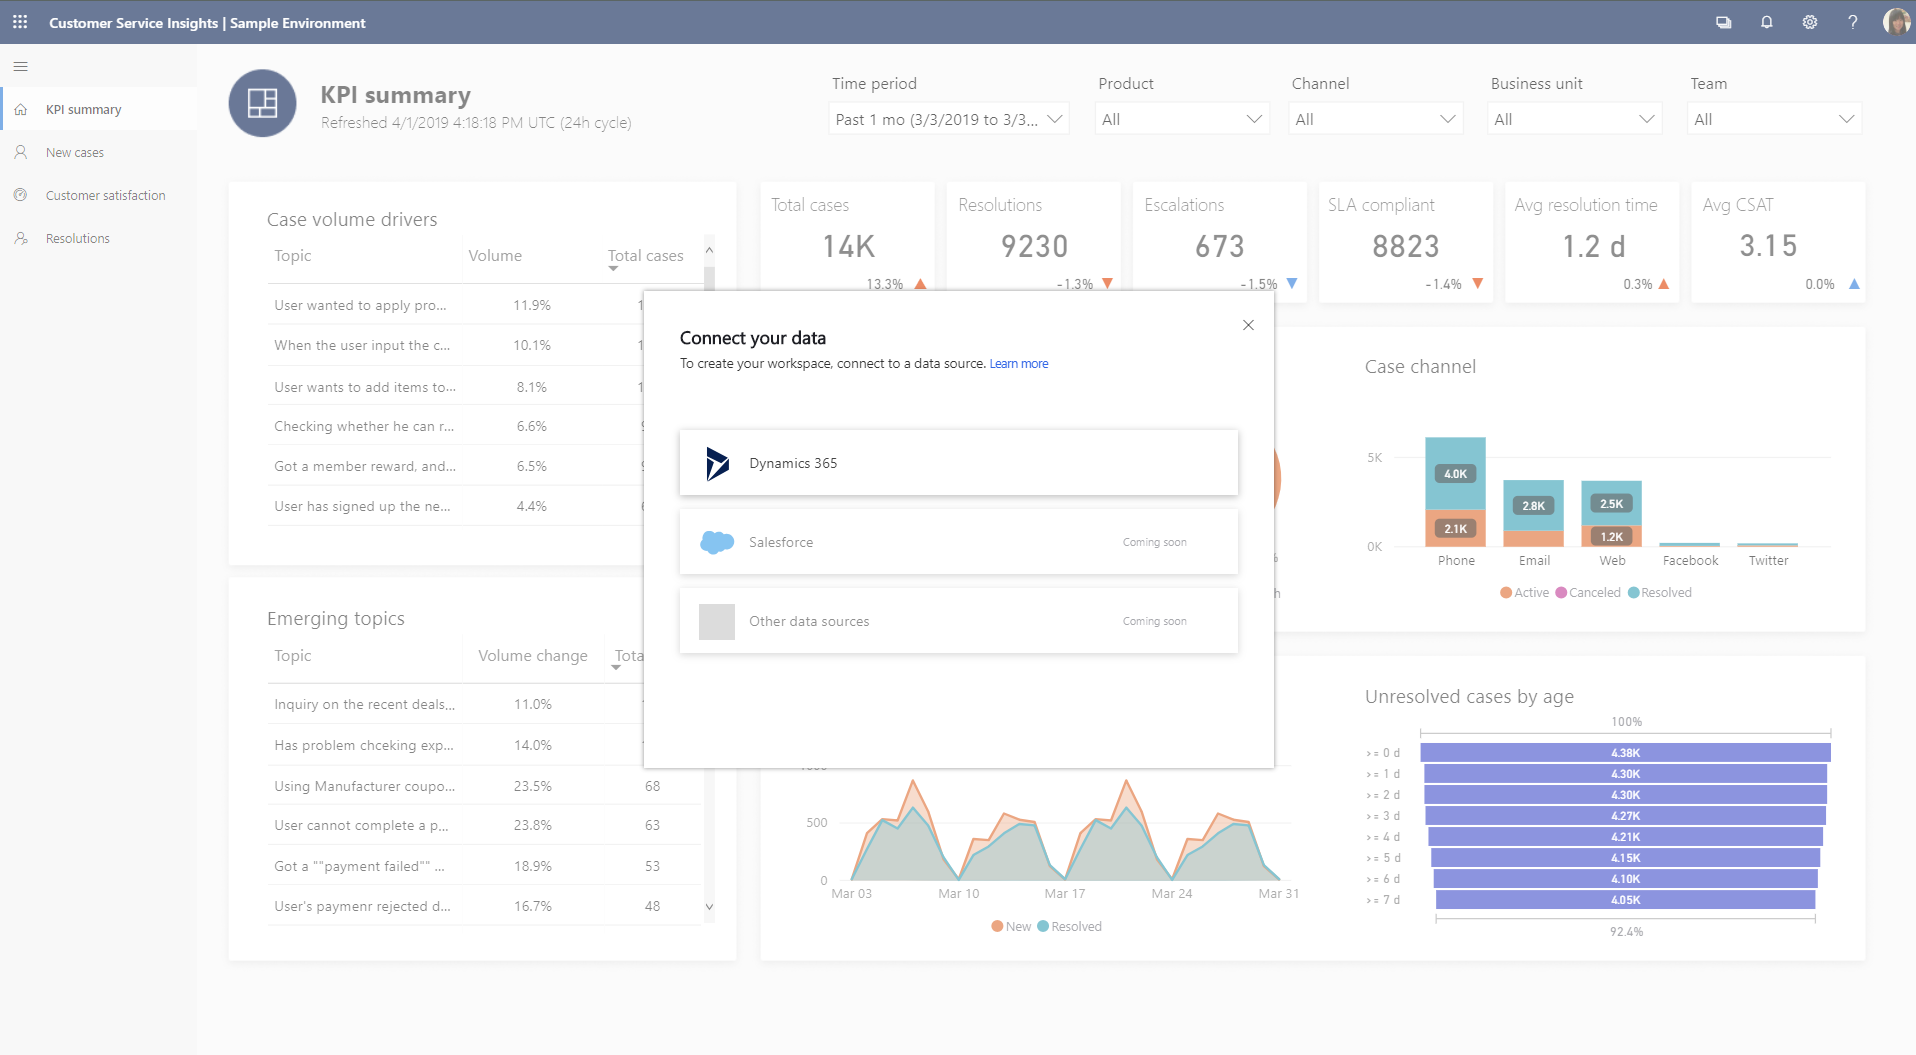 Customer Service Insights | Sample Environment
?
KPI summary
New cases
Customer satisfaction
Resolutions
KPI summary
Refreshed 4/1/2019 4:18:18 PM UTC (24h cycle)
Time period
Past 1 mo (3/3/2019 to 3/3...
Product
All
Channel
All
Business unit
All
Team
All
Case volume drivers
Topic Volume Total cases
User wanted to apply pro... 11.9%
When the user input the c... 10.1%
User wants to add items to... 8.1%
Checking whether he can r... 6.6%
Got a member reward, and... 6.5%
User has signed up the ne... 4.4%
Total cases
14K
13.3%
Resolutions
9230
-1.3%
Escalations
673
-1.5%
SLA compliant
8823
-1.4%
Avg resolution time
1.2 d
0.3%
Avg CSAT
3.15
0.0%
Connect your data
To create your workspace, connect to a data source. Learn more
Dynamics 365
Salesforce Coming soon
Other data sources Coming soon
Case channel
5K
0K
4.0K
2.1K
2.8K
2.5K
1.2K
Phone Email Web Facebook Twitter
Active Canceled Resolved
Emerging topics
Topic Volume change Tota
Inquiry on the recent deals... 11.0%
Has problem chceking exp... 14.0%
Using Manufacturer coupo... 23.5% 68
User cannot complete a p... 23.8% 63
Got a ""payment failed"" ... 18.9% 53
User's paymenr rejected d... 16.7% 48
500
0
Mar 03 Mar 10 Mar 17 Mar 24 Mar 31
New Resolved
Unresolved cases by age
100%
>= 0 d 4.38K
>= 1 d 4.30K
>= 2 d 4.30K
>= 3 d 4.27K
>= 4 d 4.21K
>= 5 d 4.15K
>= 6 d 4.10K
>= 7 d 4.05K
92.4%